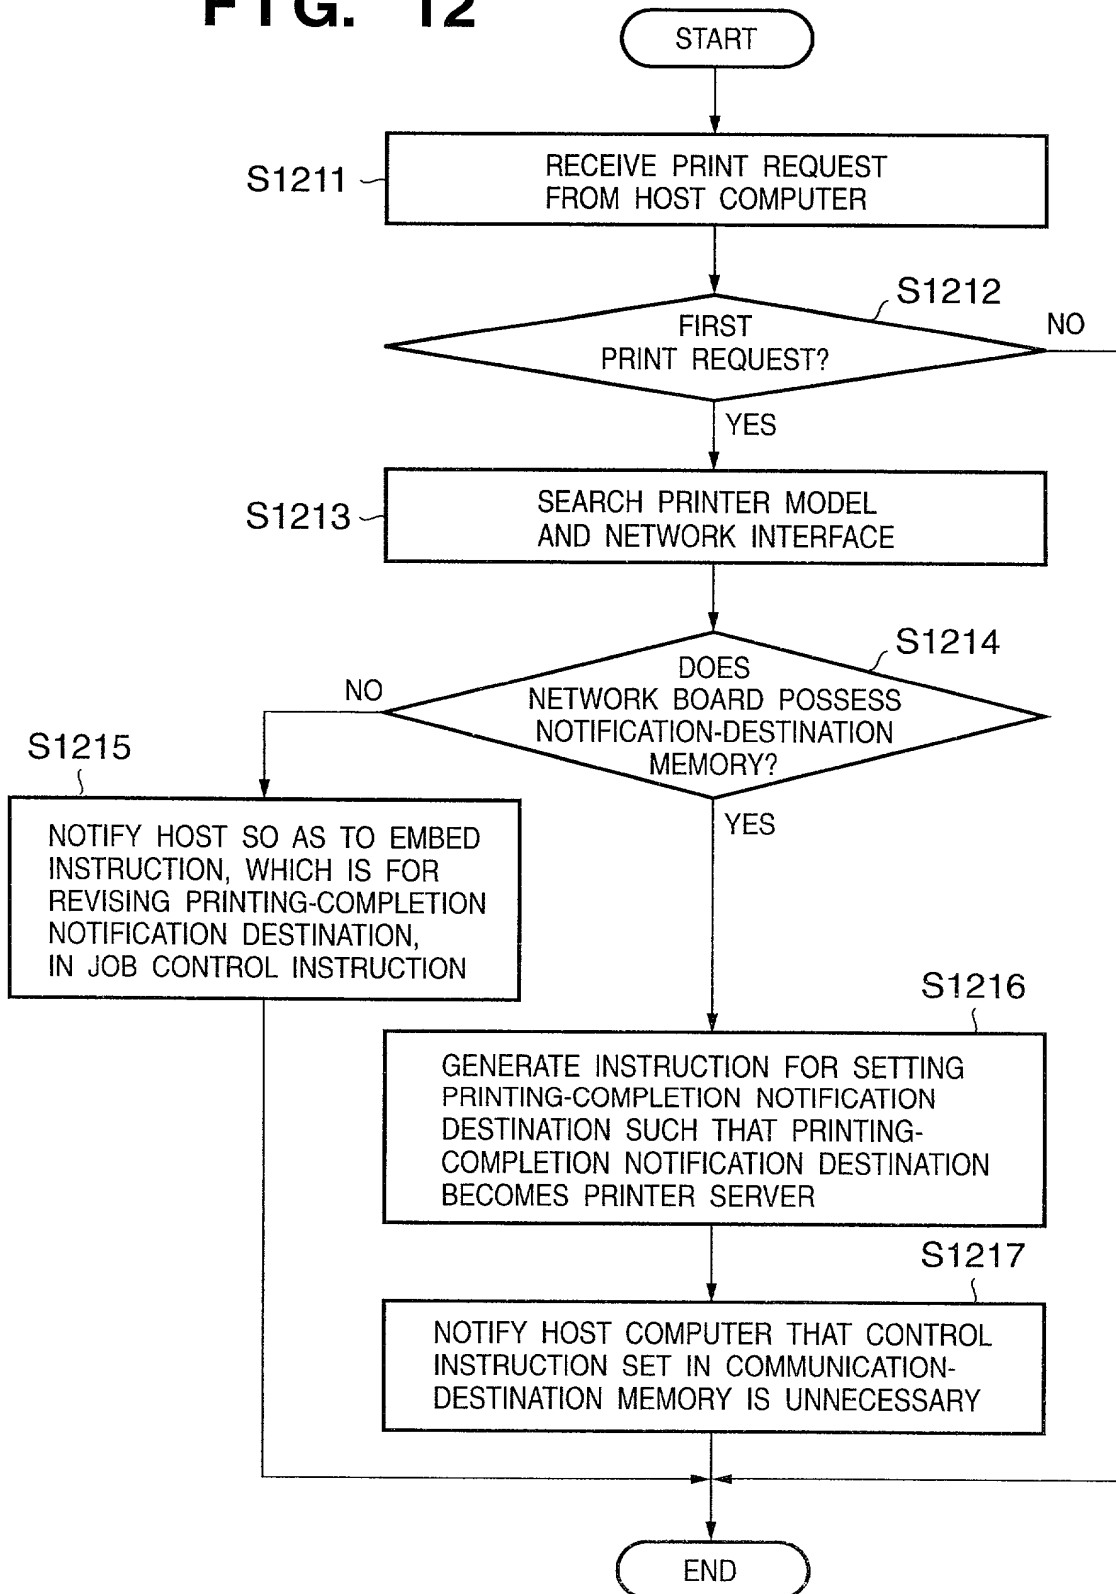 FIG. 12
START
S1211
RECEIVE PRINT REQUEST
FROM HOST COMPUTER
S1212
FIRST
PRINT REQUEST?
NO
YES
S1213
SEARCH PRINTER MODEL
AND NETWORK INTERFACE
S1214
DOES
NETWORK BOARD POSSESS
NOTIFICATION-DESTINATION
MEMORY?
NO
YES
S1215
NOTIFY HOST SO AS TO EMBED
INSTRUCTION, WHICH IS FOR
REVISING PRINTING-COMPLETION
NOTIFICATION DESTINATION,
IN JOB CONTROL INSTRUCTION
S1216
GENERATE INSTRUCTION FOR SETTING
PRINTING-COMPLETION NOTIFICATION
DESTINATION SUCH THAT PRINTING-
COMPLETION NOTIFICATION DESTINATION
BECOMES PRINTER SERVER
S1217
NOTIFY HOST COMPUTER THAT CONTROL
INSTRUCTION SET IN COMMUNICATION-
DESTINATION MEMORY IS UNNECESSARY
END